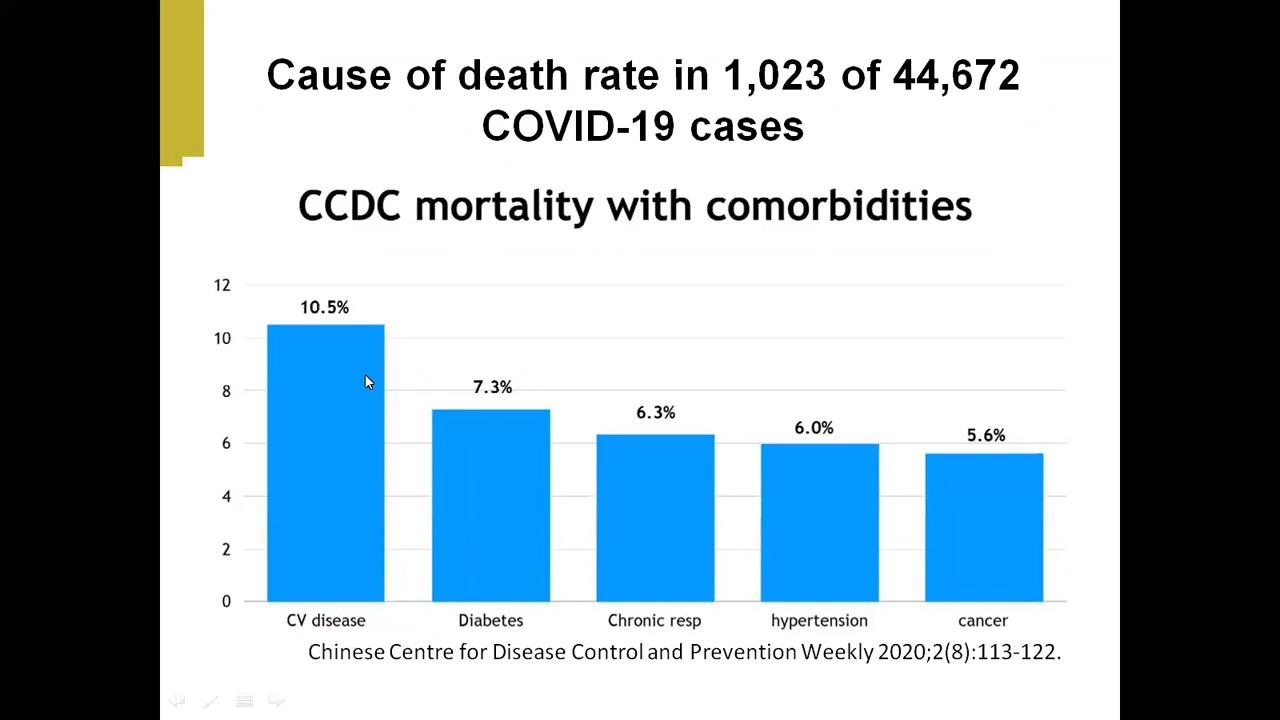 Cause of death rate in 1,023 of 44,672
COVID-19 cases
CCDC mortality with comorbidities
12
10
8
6
4
2
0
10.5%
7.3%
6.3%
6.0%
5.6%
CV disease
Diabetes
Chronic resp
hypertension
cancer
Chinese Centre for Disease Control and Prevention Weekly 2020;2(8):113-122.